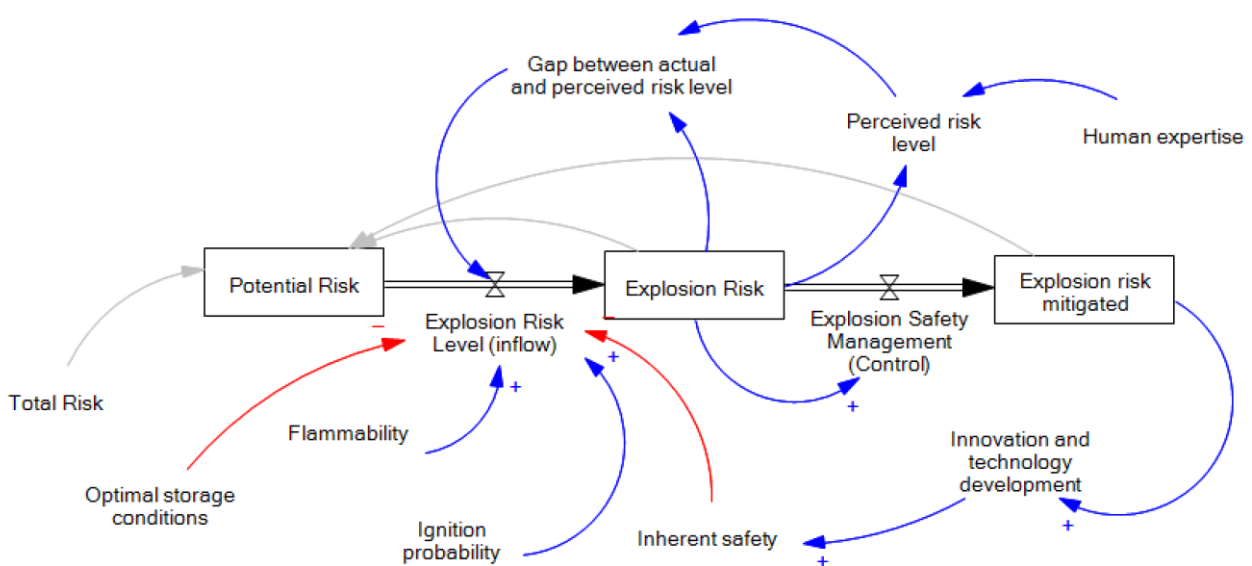 Gap between actual
and perceived risk level
Perceived risk
level
Human expertise
Potential Risk
Explosion Risk
Explosion risk
mitigated
–
Explosion Risk
Level (inflow)
–
+
Explosion Safety
Management
(Control)
+
+
Total Risk
Flammability
Optimal storage
conditions
Ignition
probability
Inherent safety
+
Innovation and
technology
development
+